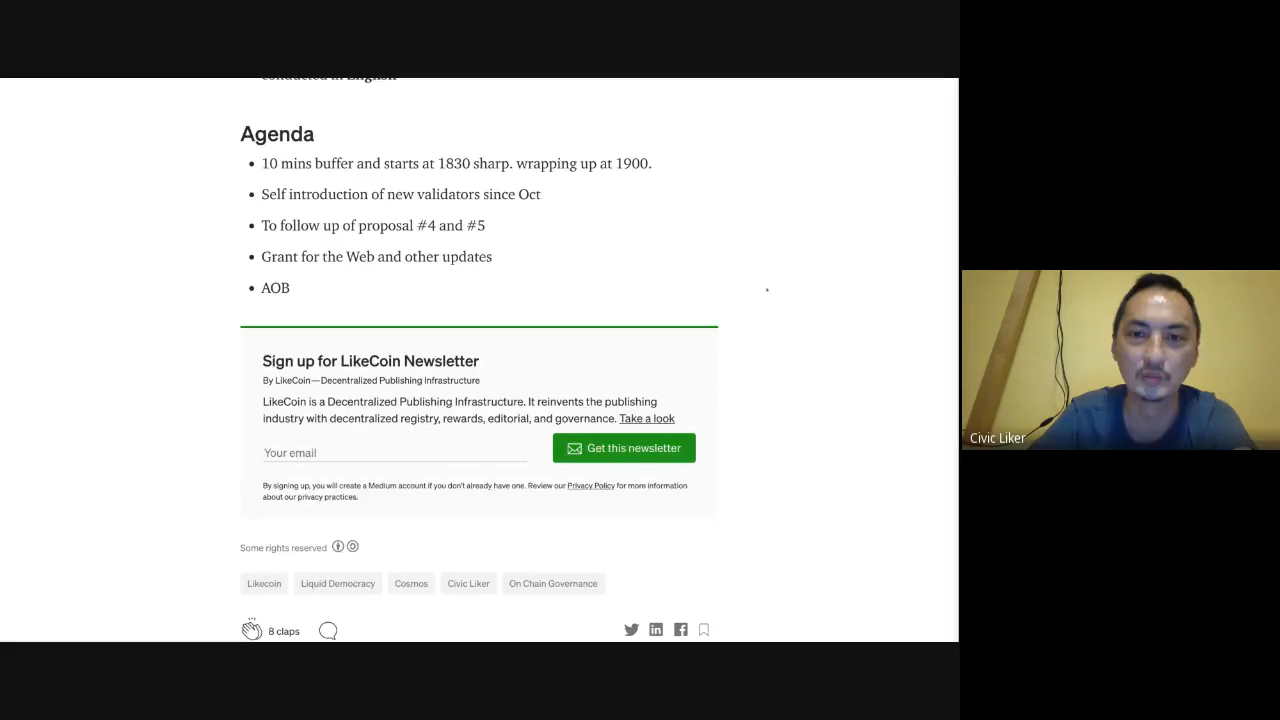 conducted in English
Agenda
10 mins buffer and starts at 1830 sharp. wrapping up at 1900.
Self introduction of new validators since Oct
To follow up of proposal #4 and #5
Grant for the Web and other updates
AOB
Sign up for LikeCoin Newsletter
By LikeCoin—Decentralized Publishing Infrastructure
LikeCoin is a Decentralized Publishing Infrastructure. It reinvents the publishing
industry with decentralized registry, rewards, editorial, and governance. Take a look
Your email
Get this newsletter
By signing up, you will create a Medium account if you don't already have one. Review our Privacy Policy for more information
about our privacy practices.
Some rights reserved
Likecoin
Liquid Democracy
Cosmos
Civic Liker
On Chain Governance
8 claps
Civic Liker